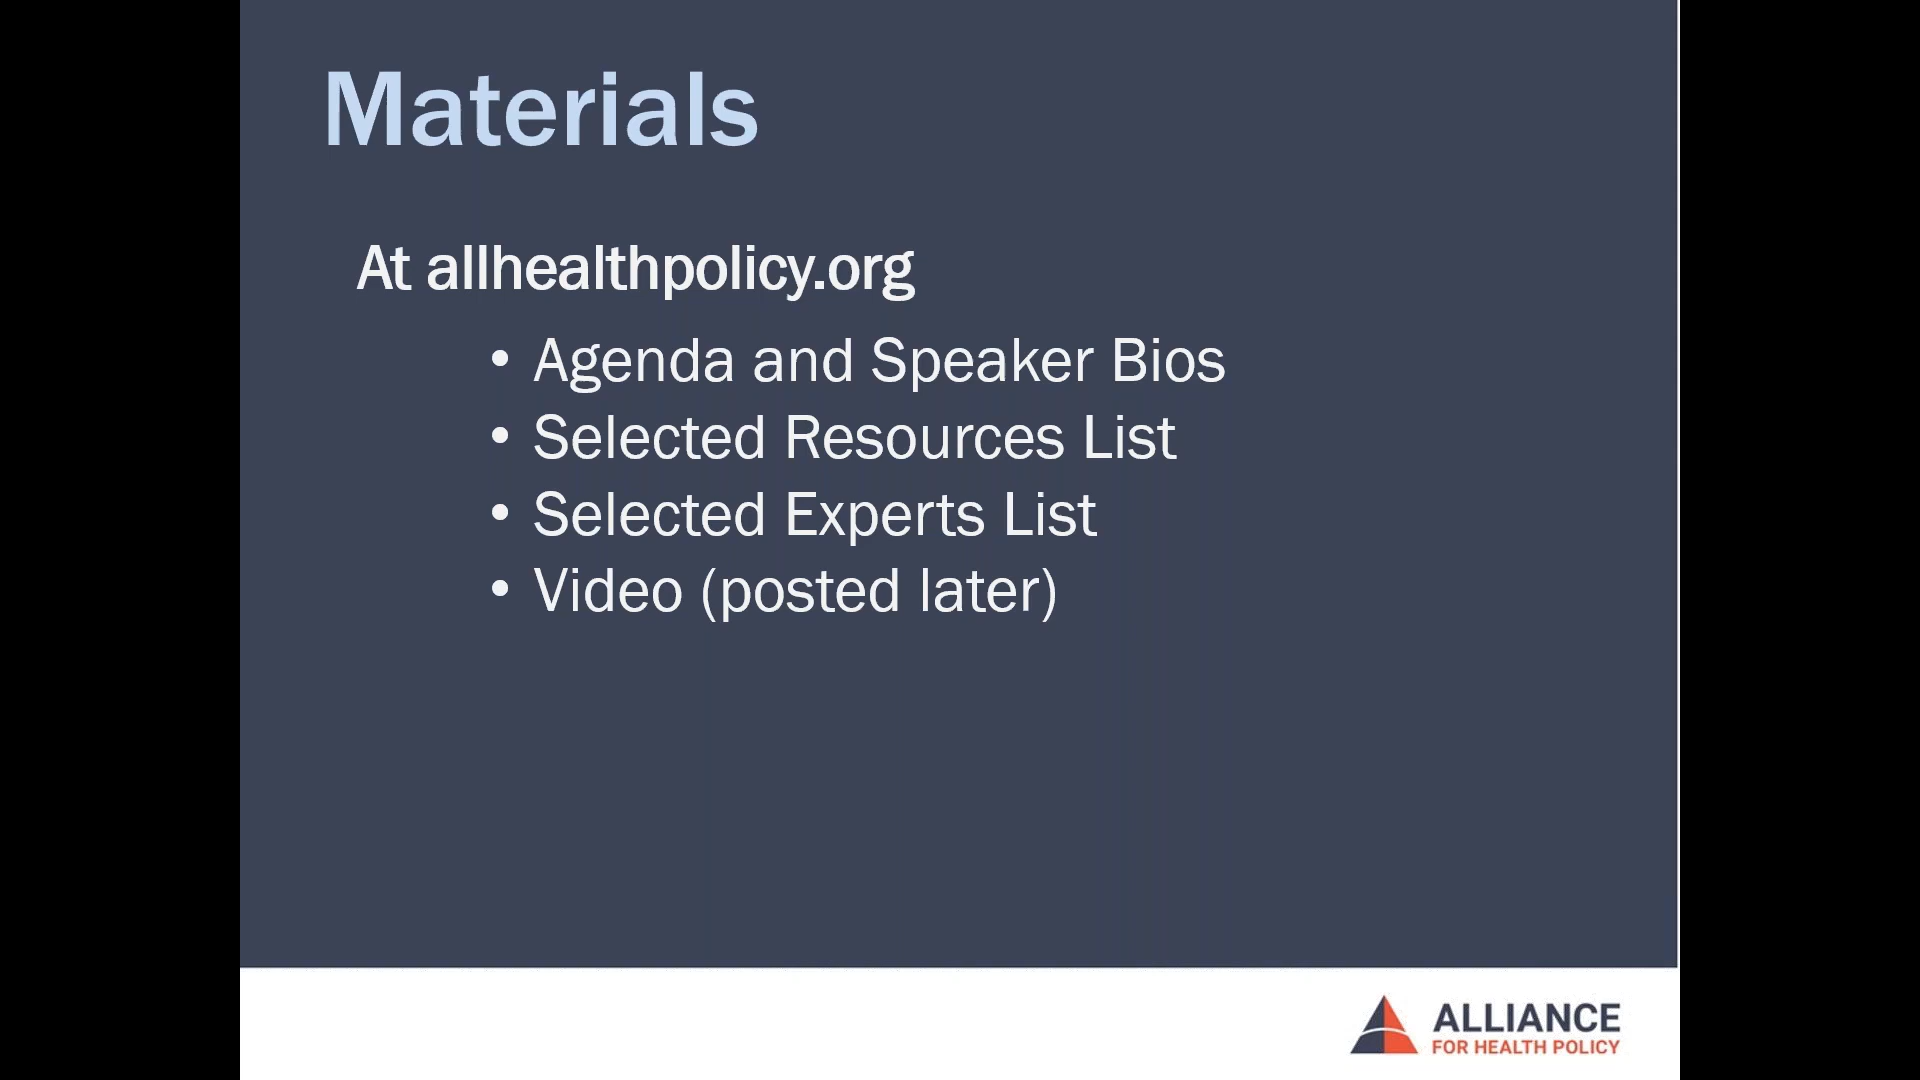 Materials
At allhealthpolicy.org
• Agenda and Speaker Bios
• Selected Resources List
• Selected Experts List
• Video (posted later)
ALLIANCE
FOR HEALTH POLICY